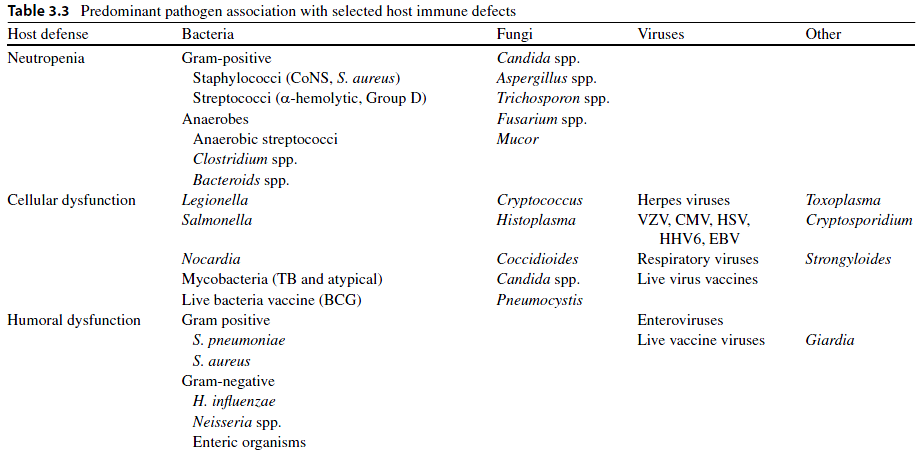 Table 3.3 Predominant pathogen association with selected host immune defects
Host defense Bacteria Fungi Viruses Other
Neutropenia Gram-positive Candida spp.
Staphylococci (CoNS, S. aureus) Aspergillus spp.
Streptococci (α-hemolytic, Group D) Trichosporon spp.
Anaerobes Fusarium spp.
Anaerobic streptococci Mucor
Clostridium spp.
Bacteroids spp.
Cellular dysfunction Legionella Cryptococcus Herpes viruses Toxoplasma
Salmonella Histoplasma VZV, CMV, HSV, Cryptosporidium
HHV6, EBV
Nocardia Coccidioides Respiratory viruses Strongyloides
Mycobacteria (TB and atypical) Candida spp. Live virus vaccines
Live bacteria vaccine (BCG) Pneumocystis
Humoral dysfunction Gram positive Enteroviruses
S. pneumoniae Live vaccine viruses Giardia
S. aureus
Gram-negative
H. influenzae
Neisseria spp.
Enteric organisms